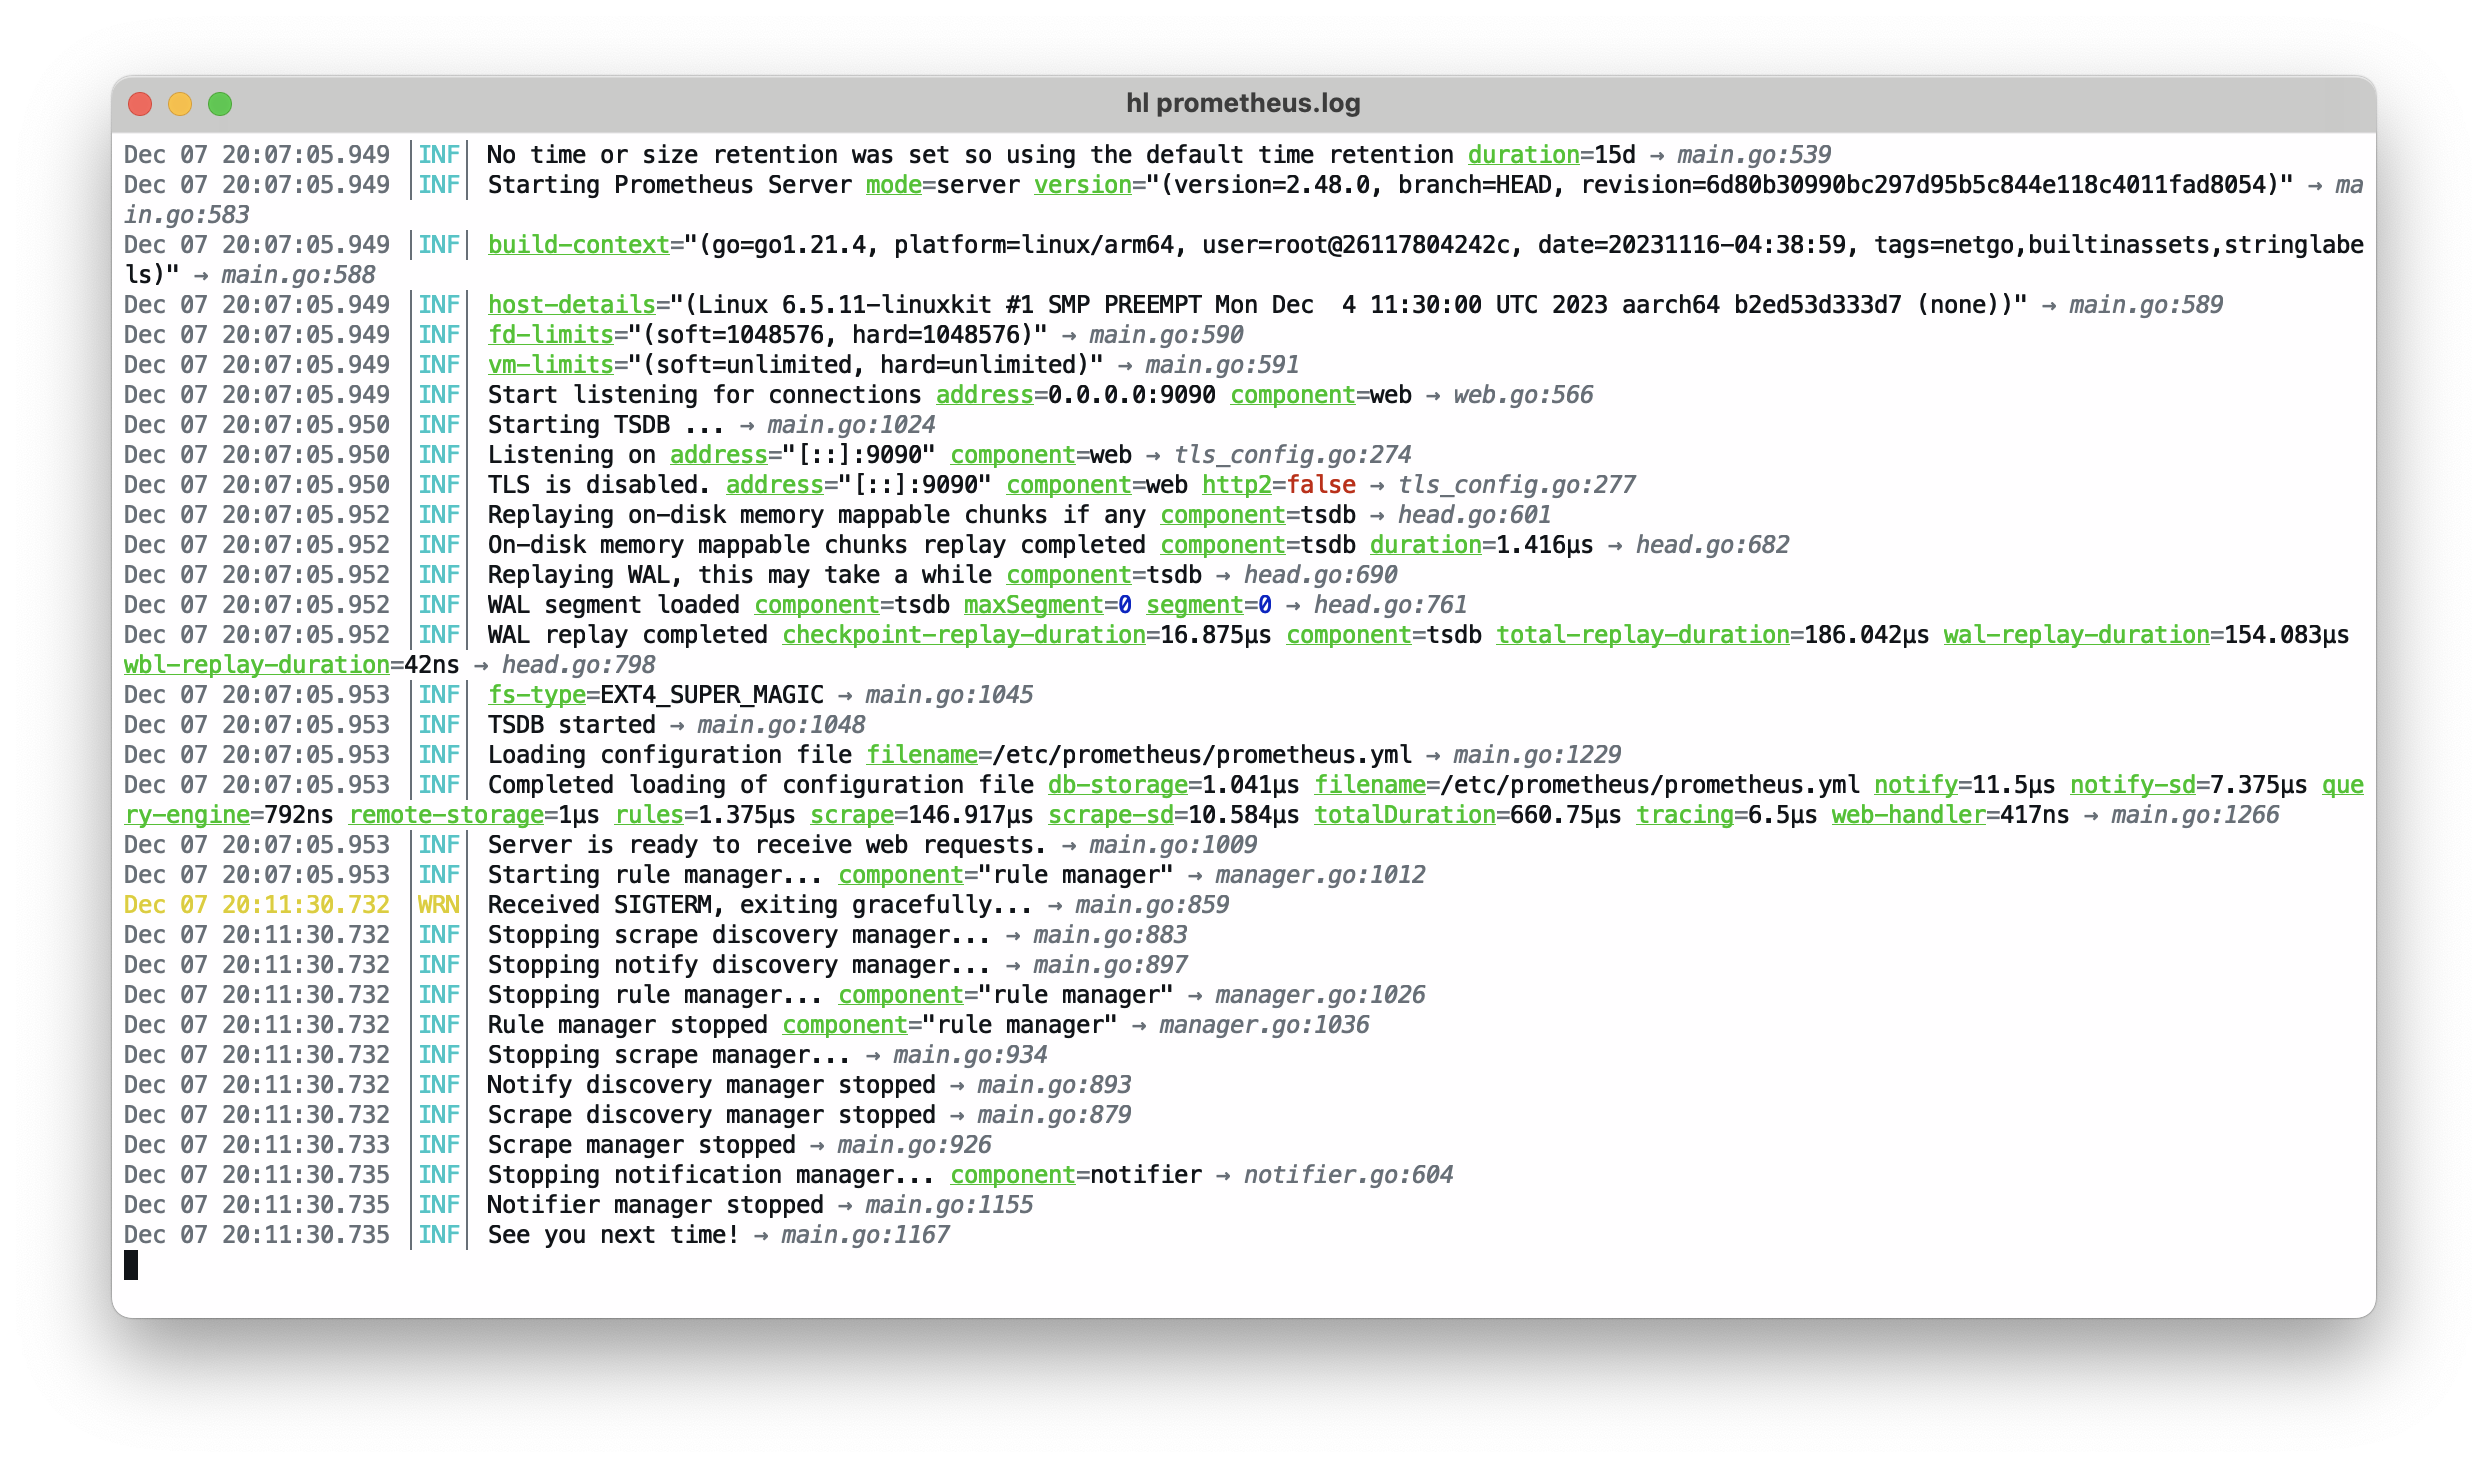 hl prometheus.log
Dec 07 20:07:05.949 |INF| No time or size retention was set so using the default time retention duration=15d → main.go:539
Dec 07 20:07:05.949 |INF| Starting Prometheus Server mode=server version="(version=2.48.0, branch=HEAD, revision=6d80b30990bc297d95b5c844e118c4011fad8054)" → ma
in.go:583
Dec 07 20:07:05.949 |INF| build-context="(go=go1.21.4, platform=linux/arm64, user=root@26117804242c, date=20231116-04:38:59, tags=netgo,builtinassets,stringlabe
ls)" → main.go:588
Dec 07 20:07:05.949 |INF| host-details="(Linux 6.5.11-linuxkit #1 SMP PREEMPT Mon Dec  4 11:30:00 UTC 2023 aarch64 b2ed53d333d7 (none))" → main.go:589
Dec 07 20:07:05.949 |INF| fd-limits="(soft=1048576, hard=1048576)" → main.go:590
Dec 07 20:07:05.949 |INF| vm-limits="(soft=unlimited, hard=unlimited)" → main.go:591
Dec 07 20:07:05.949 |INF| Start listening for connections address=0.0.0.0:9090 component=web → web.go:566
Dec 07 20:07:05.950 |INF| Starting TSDB ... → main.go:1024
Dec 07 20:07:05.950 |INF| Listening on address="[::]:9090" component=web → tls_config.go:274
Dec 07 20:07:05.950 |INF| TLS is disabled. address="[::]:9090" component=web http2=false → tls_config.go:277
Dec 07 20:07:05.952 |INF| Replaying on-disk memory mappable chunks if any component=tsdb → head.go:601
Dec 07 20:07:05.952 |INF| On-disk memory mappable chunks replay completed component=tsdb duration=1.416µs → head.go:682
Dec 07 20:07:05.952 |INF| Replaying WAL, this may take a while component=tsdb → head.go:690
Dec 07 20:07:05.952 |INF| WAL segment loaded component=tsdb maxSegment=0 segment=0 → head.go:761
Dec 07 20:07:05.952 |INF| WAL replay completed checkpoint-replay-duration=16.875µs component=tsdb total-replay-duration=186.042µs wal-replay-duration=154.083µs
wbl-replay-duration=42ns → head.go:798
Dec 07 20:07:05.953 |INF| fs-type=EXT4_SUPER_MAGIC → main.go:1045
Dec 07 20:07:05.953 |INF| TSDB started → main.go:1048
Dec 07 20:07:05.953 |INF| Loading configuration file filename=/etc/prometheus/prometheus.yml → main.go:1229
Dec 07 20:07:05.953 |INF| Completed loading of configuration file db-storage=1.041µs filename=/etc/prometheus/prometheus.yml notify=11.5µs notify-sd=7.375µs que
ry-engine=792ns remote-storage=1µs rules=1.375µs scrape=146.917µs scrape-sd=10.584µs totalDuration=660.75µs tracing=6.5µs web-handler=417ns → main.go:1266
Dec 07 20:07:05.953 |INF| Server is ready to receive web requests. → main.go:1009
Dec 07 20:07:05.953 |INF| Starting rule manager... component="rule manager" → manager.go:1012
Dec 07 20:11:30.732 |WRN| Received SIGTERM, exiting gracefully... → main.go:859
Dec 07 20:11:30.732 |INF| Stopping scrape discovery manager... → main.go:883
Dec 07 20:11:30.732 |INF| Stopping notify discovery manager... → main.go:897
Dec 07 20:11:30.732 |INF| Stopping rule manager... component="rule manager" → manager.go:1026
Dec 07 20:11:30.732 |INF| Rule manager stopped component="rule manager" → manager.go:1036
Dec 07 20:11:30.732 |INF| Stopping scrape manager... → main.go:934
Dec 07 20:11:30.732 |INF| Notify discovery manager stopped → main.go:893
Dec 07 20:11:30.732 |INF| Scrape discovery manager stopped → main.go:879
Dec 07 20:11:30.733 |INF| Scrape manager stopped → main.go:926
Dec 07 20:11:30.735 |INF| Stopping notification manager... component=notifier → notifier.go:604
Dec 07 20:11:30.735 |INF| Notifier manager stopped → main.go:1155
Dec 07 20:11:30.735 |INF| See you next time! → main.go:1167